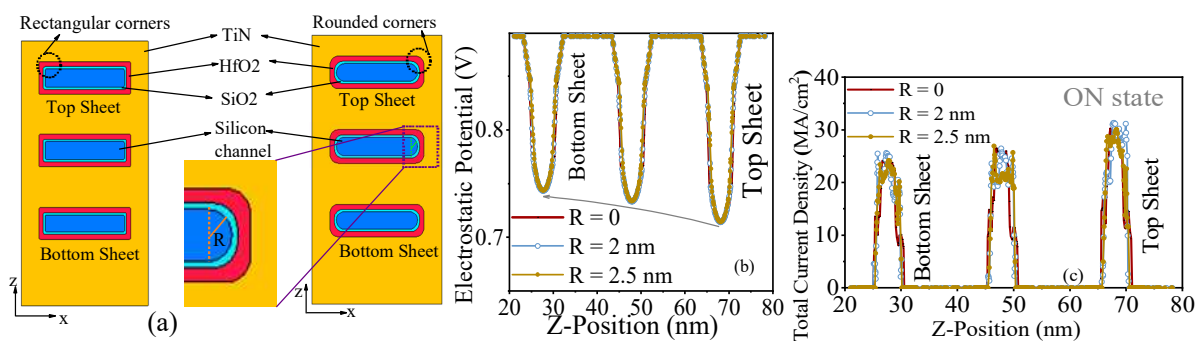 Rectangular corners
TiN
HfO2
SiO2
Top Sheet
Silicon
channel
Bottom Sheet
z
x
(a)
Rounded corners
Top Sheet
R
Bottom Sheet
z
x
Electrostatic Potential (V)
0.8
0.7
Bottom Sheet
Top Sheet
R = 0
R = 2 nm
R = 2.5 nm
(b)
20 30 40 50 60 70 80
Z-Position (nm)
Total Current Density (MA/cm²)
40
30
20
10
0
R = 0
R = 2 nm
R = 2.5 nm
ON state
Bottom Sheet
Top Sheet
(c)
20 30 40 50 60 70 80
Z-Position (nm)